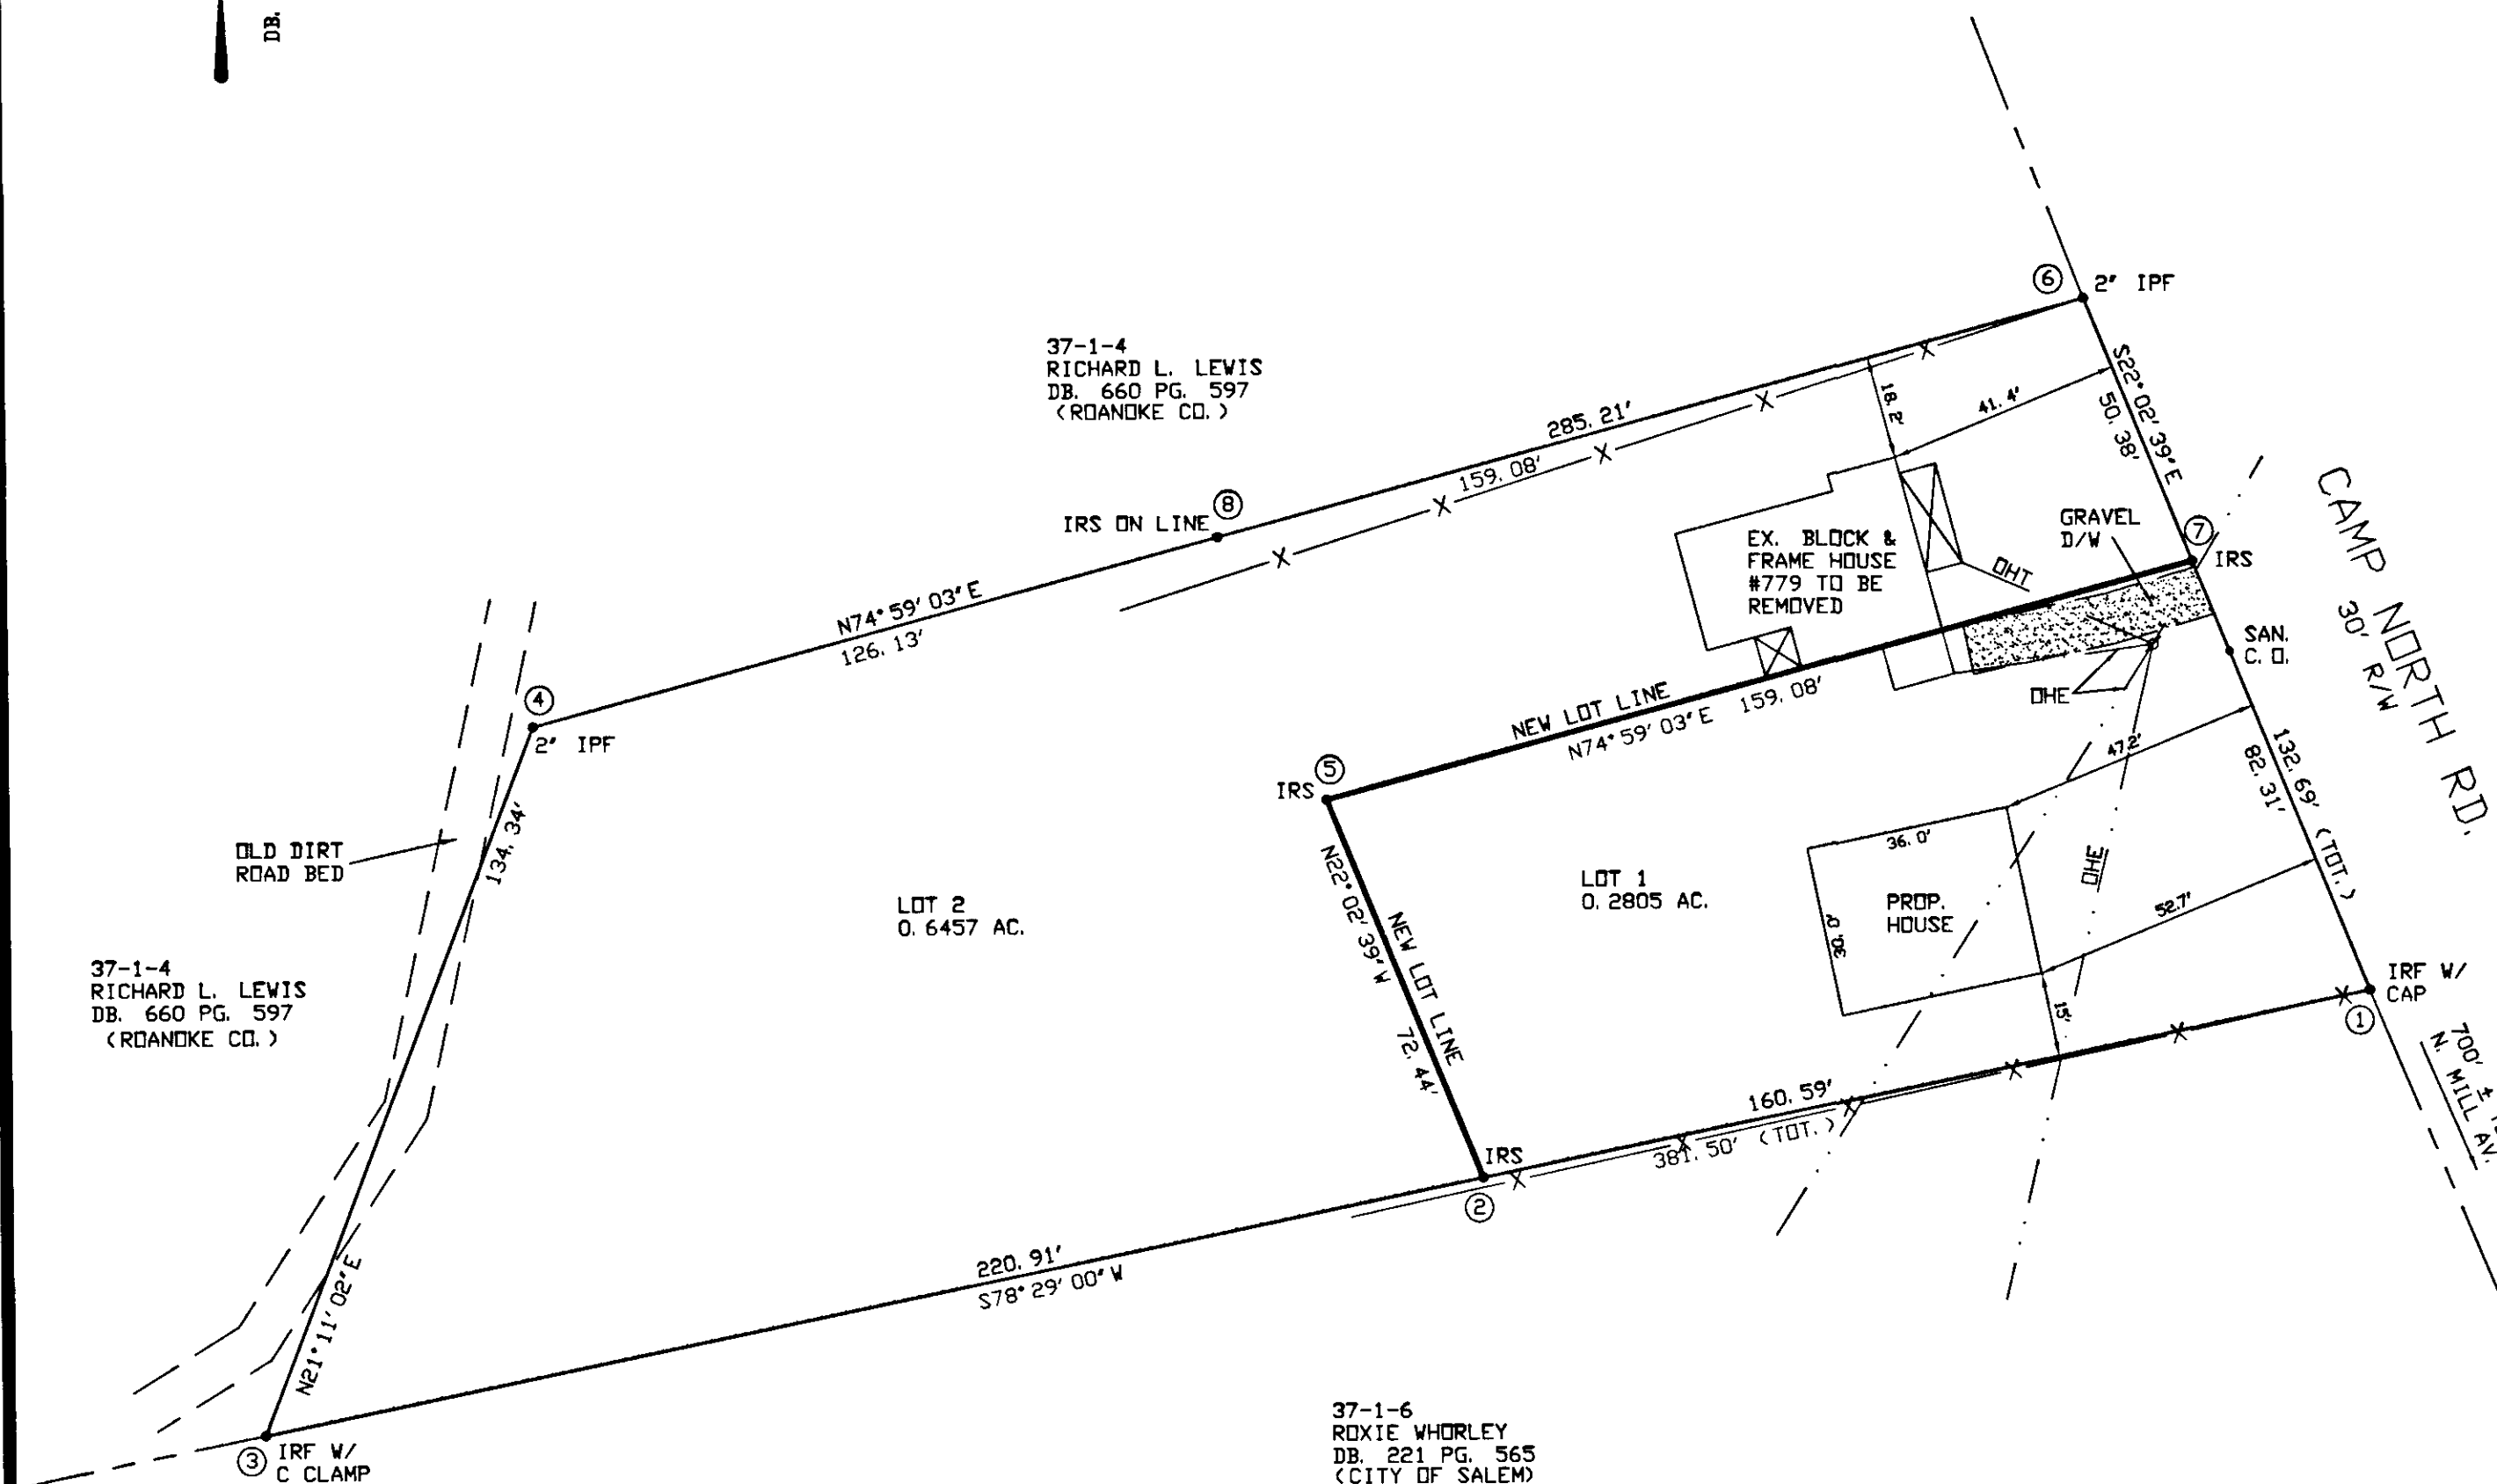 DB.
6
2" IPF
37-1-4
RICHARD L. LEWIS
DB. 660 PG. 597
(ROANOKE CO.)
S22° 02' 39" E
50. 38'
18. 2'
41. 4'
285. 21'
159. 08'
8
IRS ON LINE
CAMP NORTH RD.
30' R/W
GRAVEL
D/W
7
IRS
EX. BLOCK &
FRAME HOUSE
#779 TO BE
REMOVED
OHT
N74° 59' 03" E
126. 13'
SAN.
C. O.
4
2" IPF
OHE
NEW LOT LINE
N74° 59' 03" E 159. 08'
47.2'
132. 69' (TOT.)
82. 31'
5
IRS
OLD DIRT
ROAD BED
134. 34'
36. 0'
OHE
LOT 1
0. 2805 AC.
LOT 2
0. 6457 AC.
PROP.
HOUSE
30. 0'
52.7'
N22° 02' 39" W
72. 44'
NEW LOT LINE
37-1-4
RICHARD L. LEWIS
DB. 660 PG. 597
(ROANOKE CO.)
IRF W/
CAP
1
15'
700' ±
N. MILL AV.
160. 59'
381. 50' (TOT.)
IRS
2
220. 91'
S78° 29' 00" W
N21° 11' 02" E
3
IRF W/
C CLAMP
37-1-6
ROXIE WHORLEY
DB. 221 PG. 565
(CITY OF SALEM)